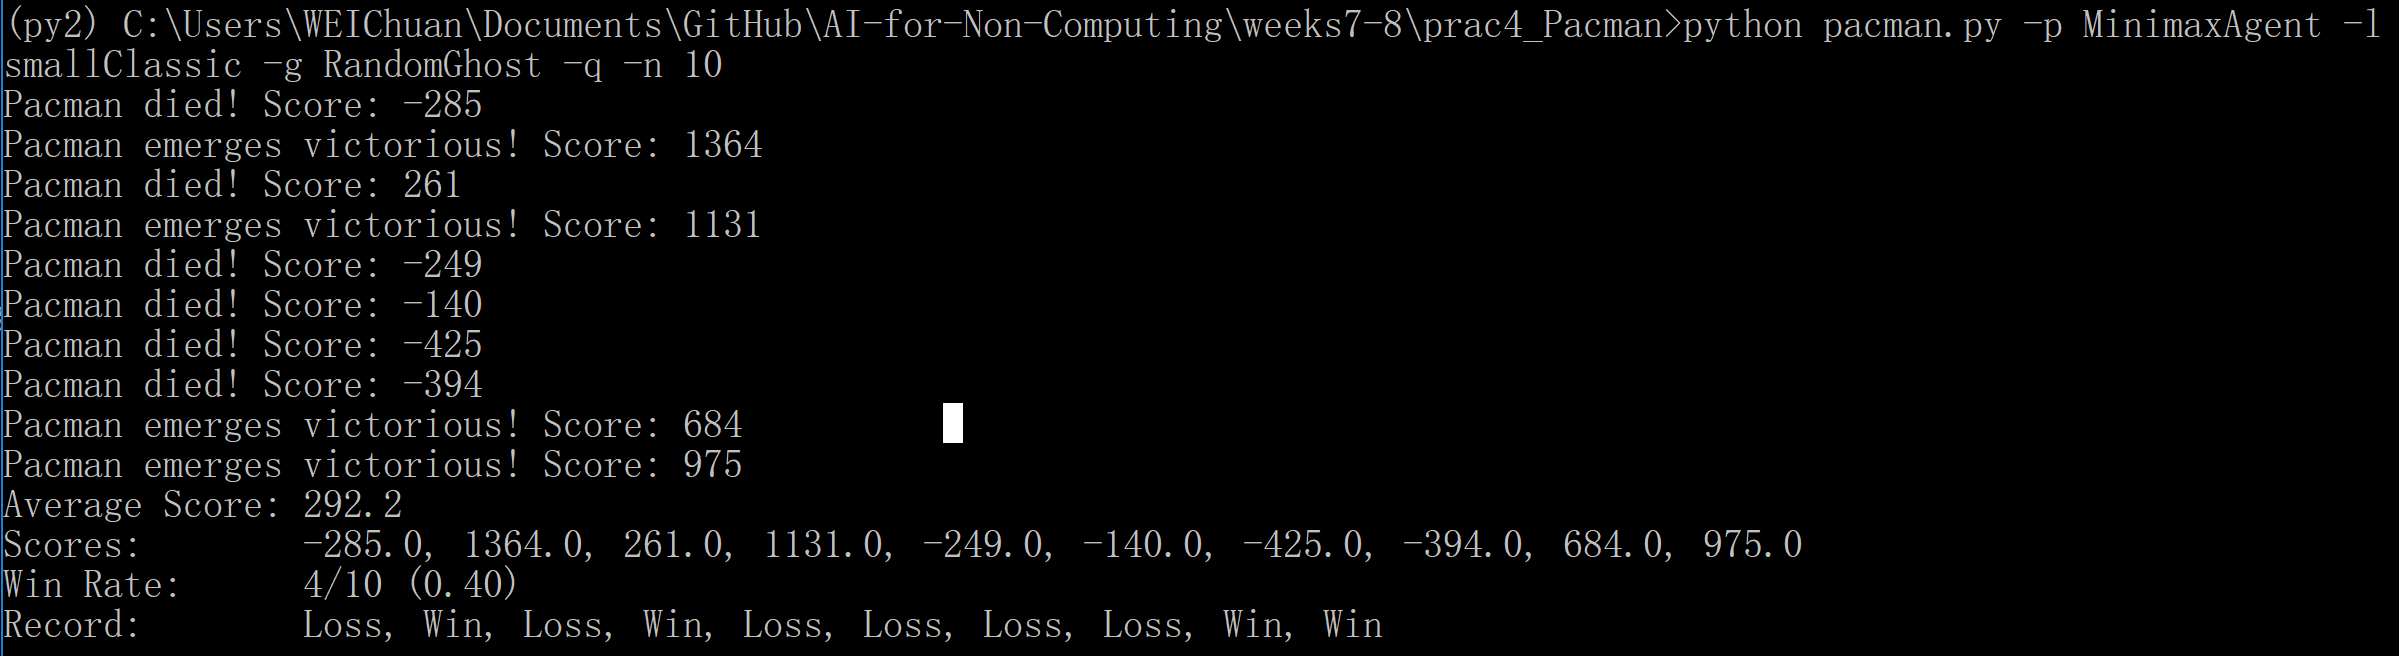 (py2) C:\Users\WEIChuan\Documents\GitHub\AI-for-Non-Computing\weeks7-8\prac4_Pacman>python pacman.py -p MinimaxAgent -l
smallClassic -g RandomGhost -q -n 10
Pacman died! Score: -285
Pacman emerges victorious! Score: 1364
Pacman died! Score: 261
Pacman emerges victorious! Score: 1131
Pacman died! Score: -249
Pacman died! Score: -140
Pacman died! Score: -425
Pacman died! Score: -394
Pacman emerges victorious! Score: 684
Pacman emerges victorious! Score: 975
Average Score: 292.2
Scores:        -285.0, 1364.0, 261.0, 1131.0, -249.0, -140.0, -425.0, -394.0, 684.0, 975.0
Win Rate:      4/10 (0.40)
Record:        Loss, Win, Loss, Win, Loss, Loss, Loss, Loss, Win, Win